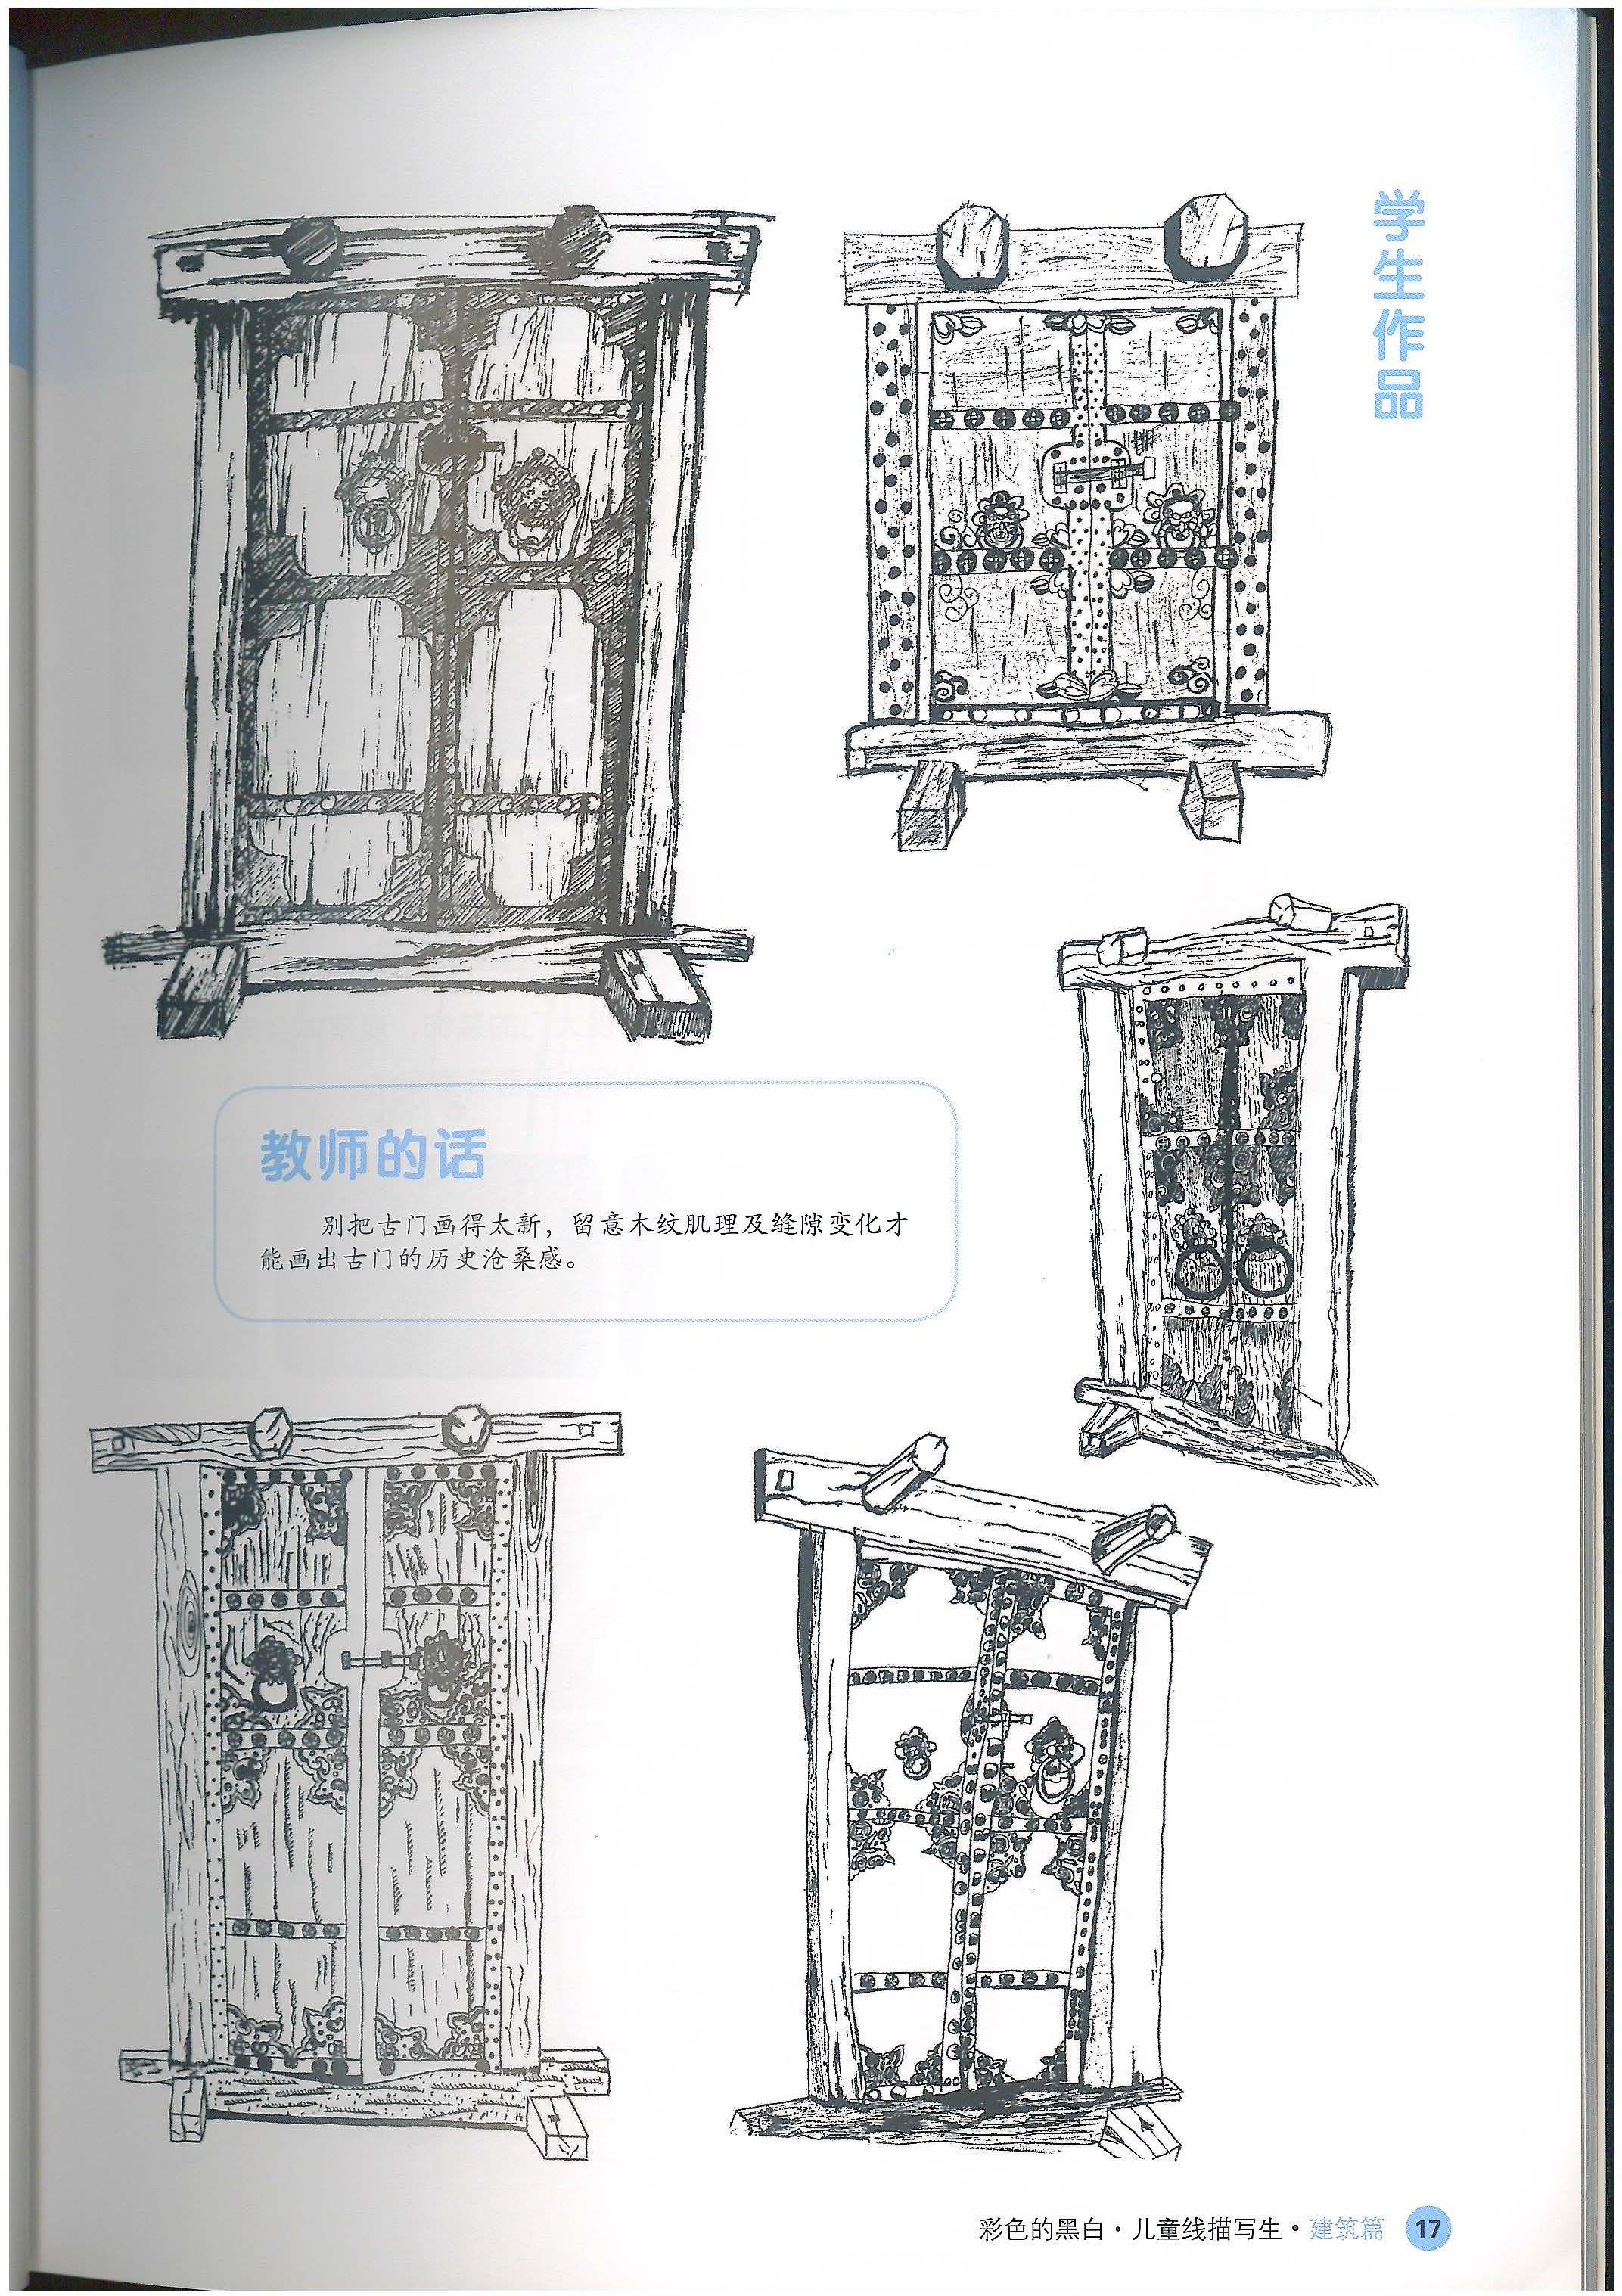 学生作品
教师的话
别把古门画得太新，留意木纹肌理及缝隙变化才
能画出古门的历史沧桑感。
彩色的黑白·儿童线描写生·建筑篇 17